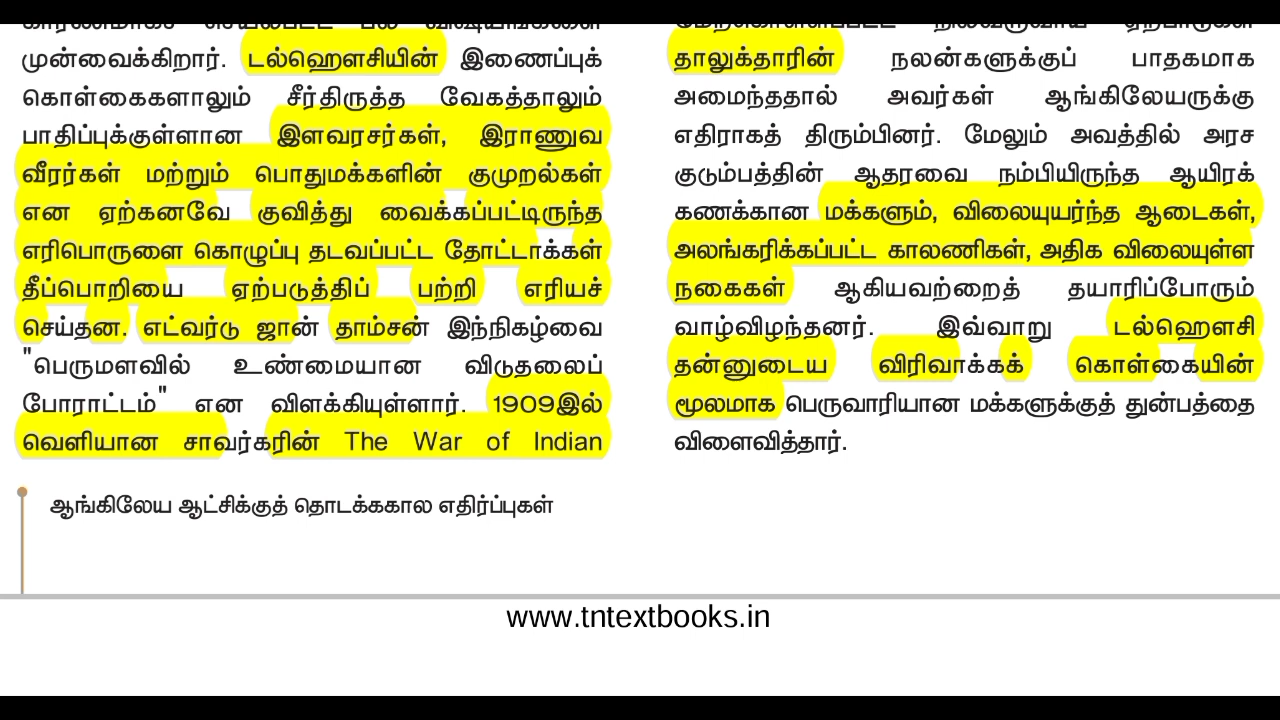 முன்வைக்கிறார். டல்ஹௌசியின் இணைப்புக்
கொள்கைகளாலும் சீர்திருத்த வேகத்தாலும்
பாதிப்புக்குள்ளான இளவரசர்கள், இராணுவ
வீரர்கள் மற்றும் பொதுமக்களின் குமுறல்கள்
என ஏற்கனவே குவித்து வைக்கப்பட்டிருந்த
எரிபொருளை கொழுப்பு தடவப்பட்ட தோட்டாக்கள்
தீப்பொறியை ஏற்படுத்திப் பற்றி எரியச்
செய்தன. எட்வர்டு ஜான் தாம்சன் இந்நிகழ்வை
"பெருமளவில் உண்மையான விடுதலைப்
போராட்டம்" என விளக்கியுள்ளார். 1909இல்
வெளியான சாவர்கரின் The War of Indian
தாலுக்தாரின் நலன்களுக்குப் பாதகமாக
அமைந்ததால் அவர்கள் ஆங்கிலேயருக்கு
எதிராகத் திரும்பினர். மேலும் அவத்தில் அரச
குடும்பத்தின் ஆதரவை நம்பியிருந்த ஆயிரக்
கணக்கான மக்களும், விலையுயர்ந்த ஆடைகள்,
அலங்கரிக்கப்பட்ட காலணிகள், அதிக விலையுள்ள
நகைகள் ஆகியவற்றைத் தயாரிப்போரும்
வாழ்விழந்தனர். இவ்வாறு டல்ஹௌசி
தன்னுடைய விரிவாக்கக் கொள்கையின்
மூலமாக பெருவாரியான மக்களுக்குத் துன்பத்தை
விளைவித்தார்.
ஆங்கிலேய ஆட்சிக்குத் தொடக்ககால எதிர்ப்புகள்
www.tntextbooks.in